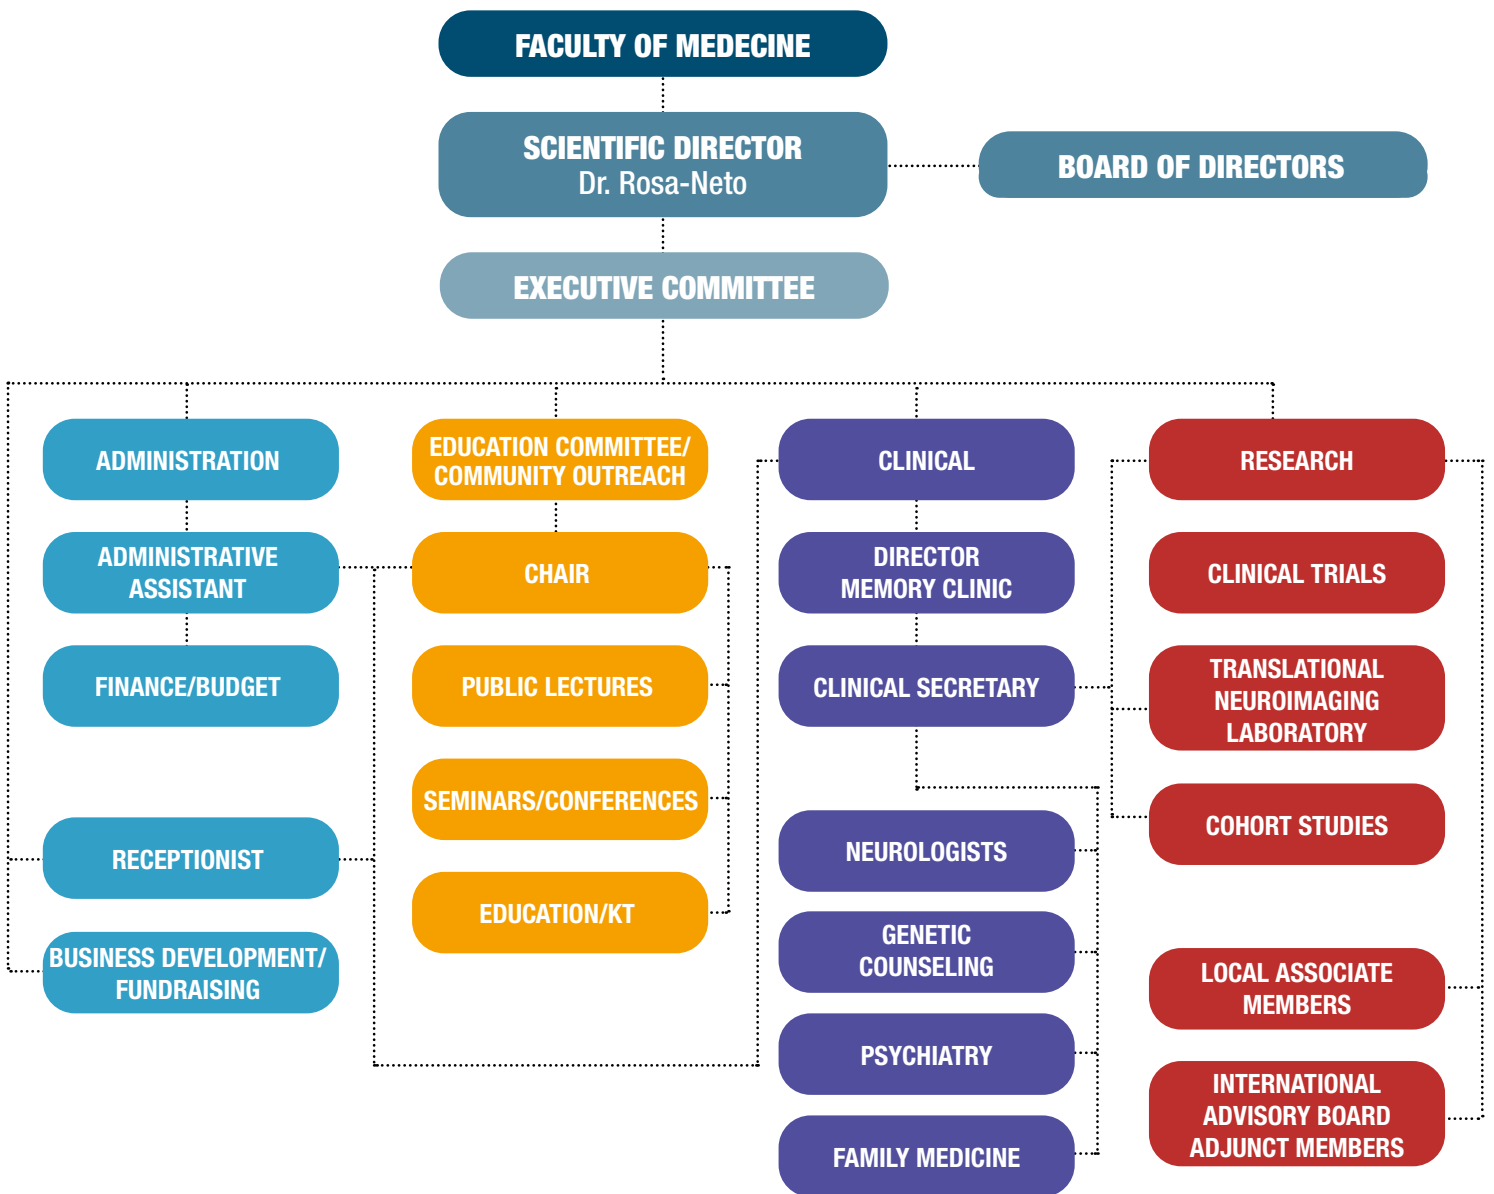 FACULTY OF MEDECINE
SCIENTIFIC DIRECTOR
Dr. Rosa-Neto
BOARD OF DIRECTORS
EXECUTIVE COMMITTEE
ADMINISTRATION
ADMINISTRATIVE
ASSISTANT
FINANCE/BUDGET
RECEPTIONIST
BUSINESS DEVELOPMENT/
FUNDRAISING
EDUCATION COMMITTEE/
COMMUNITY OUTREACH
CHAIR
PUBLIC LECTURES
SEMINARS/CONFERENCES
EDUCATION/KT
CLINICAL
DIRECTOR
MEMORY CLINIC
CLINICAL SECRETARY
NEUROLOGISTS
GENETIC
COUNSELING
PSYCHIATRY
FAMILY MEDICINE
RESEARCH
CLINICAL TRIALS
TRANSLATIONAL
NEUROIMAGING
LABORATORY
COHORT STUDIES
LOCAL ASSOCIATE
MEMBERS
INTERNATIONAL
ADVISORY BOARD
ADJUNCT MEMBERS